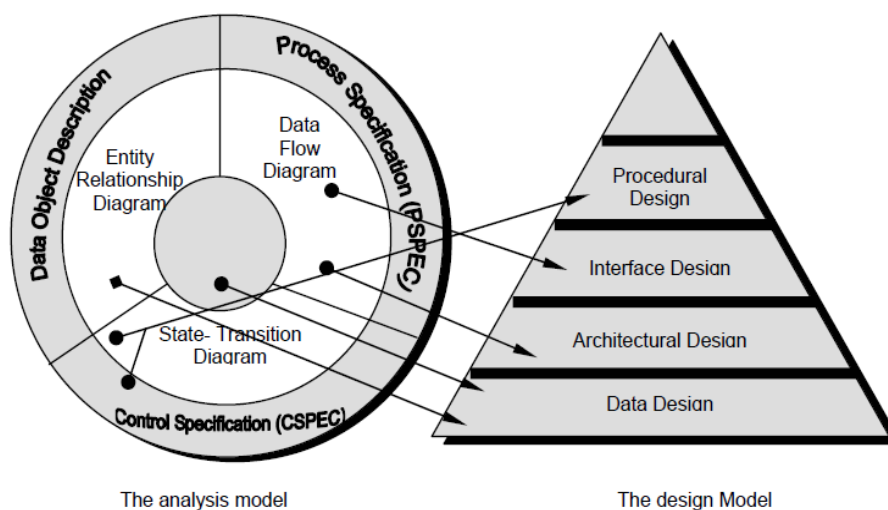 Data Object Description
Process Specification (PSPEC)
Control Specification (CSPEC)
Entity
Relationship
Diagram
Data
Flow
Diagram
State- Transition
Diagram
Procedural
Design
Interface Design
Architectural Design
Data Design
The analysis model
The design Model